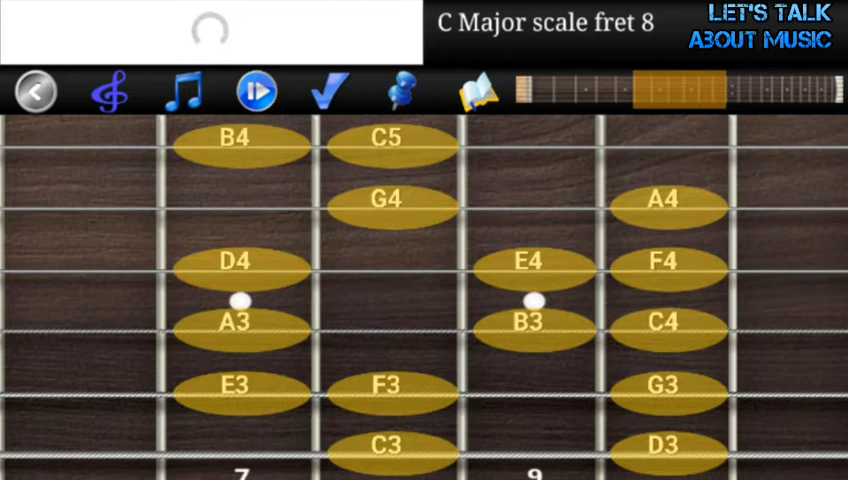 C Major scale fret 8
LET'S TALK
ABOUT MUSIC
B4 C5
G4 A4
D4 E4 F4
A3 B3 C4
E3 F3 G3
C3 D3
7 9